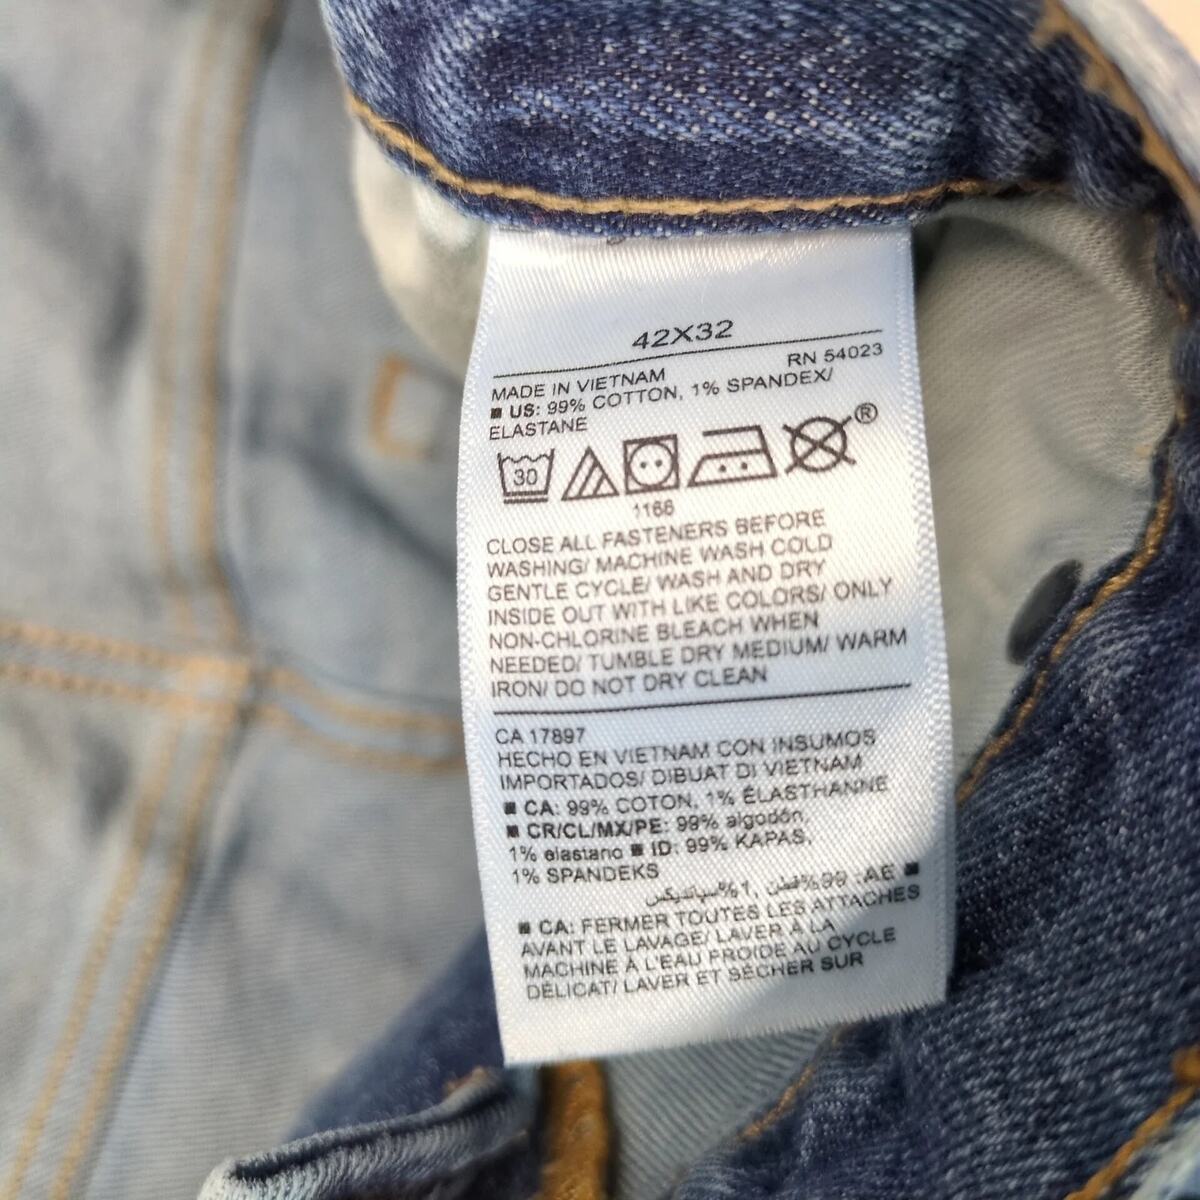 42X32
RN 54023
MADE IN VIETNAM
■ US: 99% COTTON, 1% SPANDEX/
ELASTANE
30
®
1166
CLOSE ALL FASTENERS BEFORE
WASHING/ MACHINE WASH COLD
GENTLE CYCLE/ WASH AND DRY
INSIDE OUT WITH LIKE COLORS/ ONLY
NON-CHLORINE BLEACH WHEN
NEEDED/ TUMBLE DRY MEDIUM/ WARM
IRON/ DO NOT DRY CLEAN
CA 17897
HECHO EN VIETNAM CON INSUMOS
IMPORTADOS/ DIBUAT DI VIETNAM
■ CA: 99% COTON, 1% ÉLASTHANNE
■ CR/CL/MX/PE: 99% algodón,
1% elastano ■ ID: 99% KAPAS,
1% SPANDEKS
■ AE: 99%قطن, 1%سپاندیکس
■ CA: FERMER TOUTES LES ATTACHES
AVANT LE LAVAGE/ LAVER À LA
MACHINE À L'EAU FROIDE AU CYCLE
DÉLICAT/ LAVER ET SÉCHER SUR